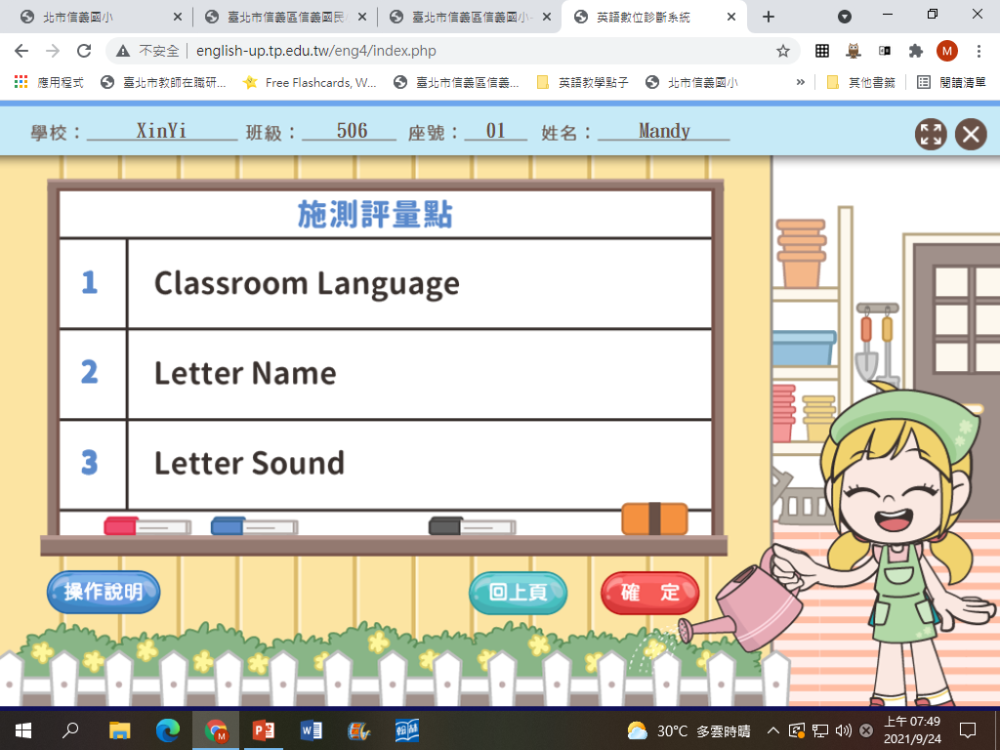 北市信義國小
臺北市信義區信義國民
臺北市信義區信義國小
英語數位診斷系統
不安全
english-up.tp.edu.tw/eng4/index.php
M
應用程式
臺北市教師在職研...
Free Flashcards, W...
臺北市信義區信義...
英語教學點子
北市信義國小
»
其他書籤
閱讀清單
學校：XinYi 班級：506 座號：01 姓名：Mandy
施測評量點
1 Classroom Language
2 Letter Name
3 Letter Sound
操作說明
回上頁
確 定
30°C 多雲時晴
上午 07:49
2021/9/24